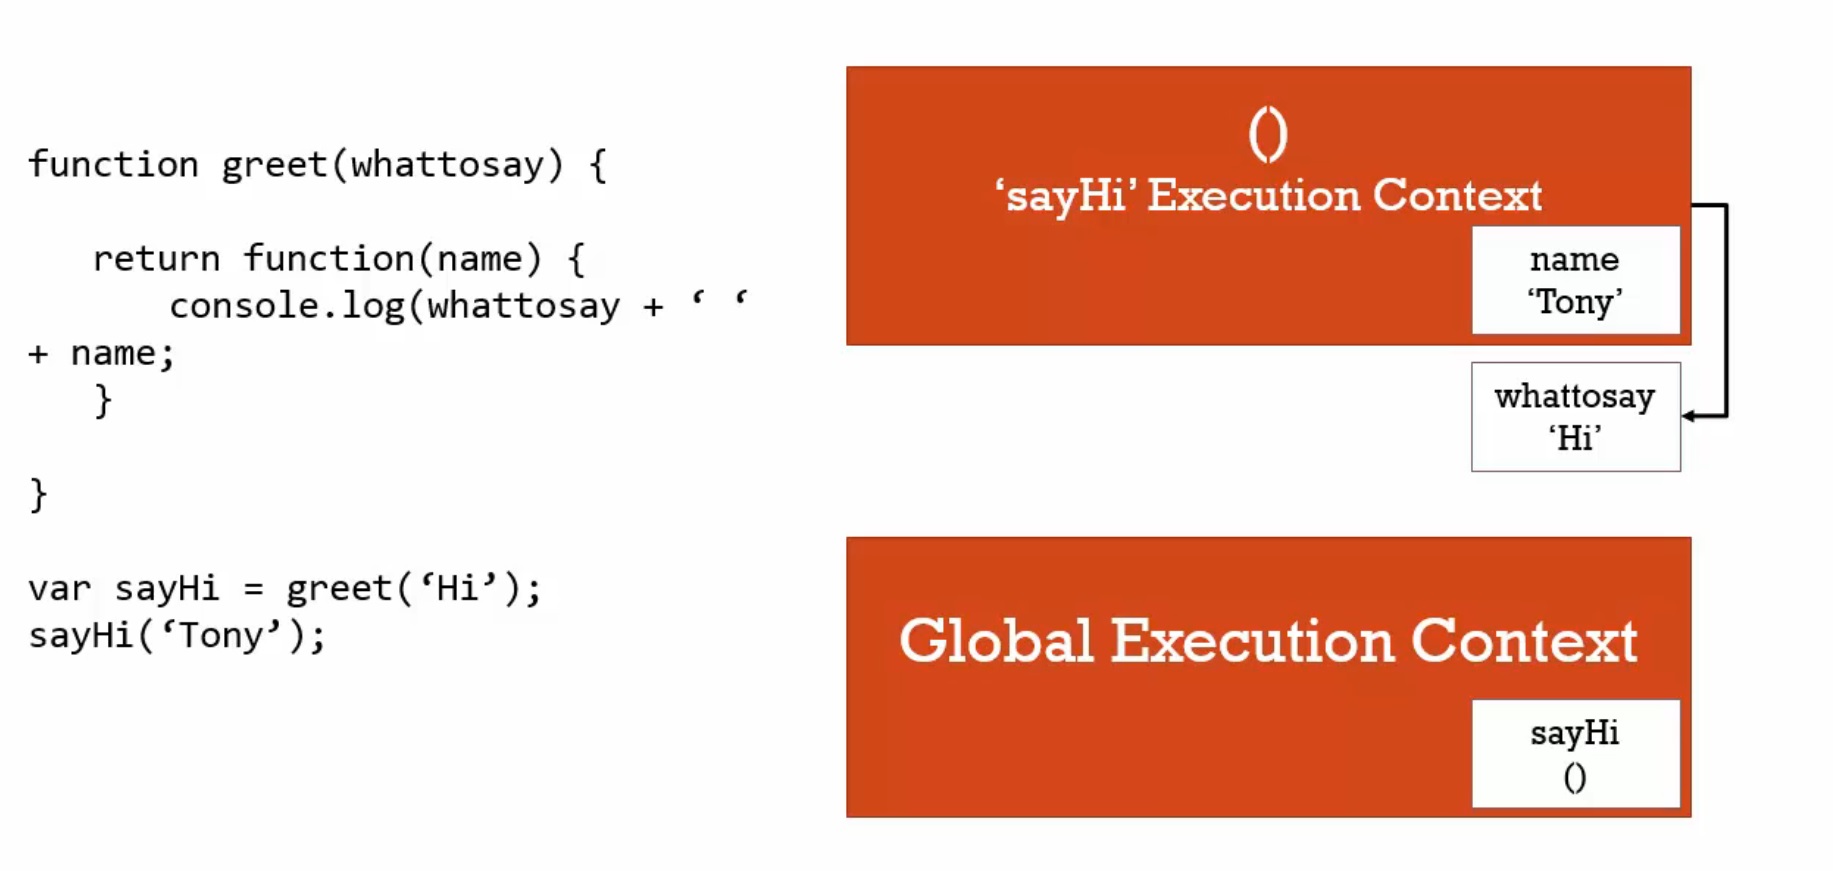 function greet(whattosay) {
return function(name) {
console.log(whattosay + ‘ ‘
+ name;
}
}
var sayHi = greet(‘Hi’);
sayHi(‘Tony’);
()
‘sayHi’ Execution Context
name
‘Tony’
whattosay
‘Hi’
Global Execution Context
sayHi
()